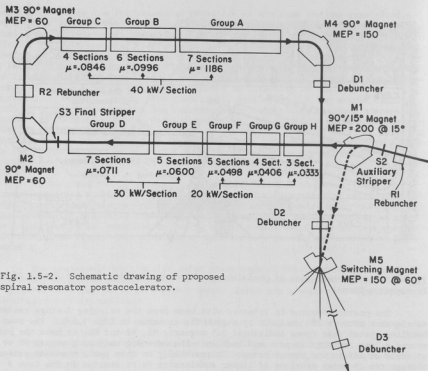 M3 90° Magnet
MEP=60
Group C
Group B
Group A
M4 90° Magnet
MEP=150
4 Sections
μ=.0846
6 Sections
μ=.0996
7 Sections
μ=.1186
40 kW/Section
D1
Debuncher
R2 Rebuncher
S3 Final Stripper
M1
90°/15° Magnet
MEP=200 @ 15°
Group D
Group E
Group F
Group G
Group H
S2
Auxiliary
Stripper
R1
Rebuncher
M2
90° Magnet
MEP=60
7 Sections
μ=.0711
5 Sections
μ=.0600
5 Sections
μ=.0498
4 Sect.
μ=.0406
3 Sect.
μ=.0333
30 kW/Section
20 kW/Section
D2
Debuncher
M5
Switching Magnet
MEP=150 @ 60°
Fig. 1.5-2. Schematic drawing of proposed
spiral resonator postaccelerator.
D3
Debuncher